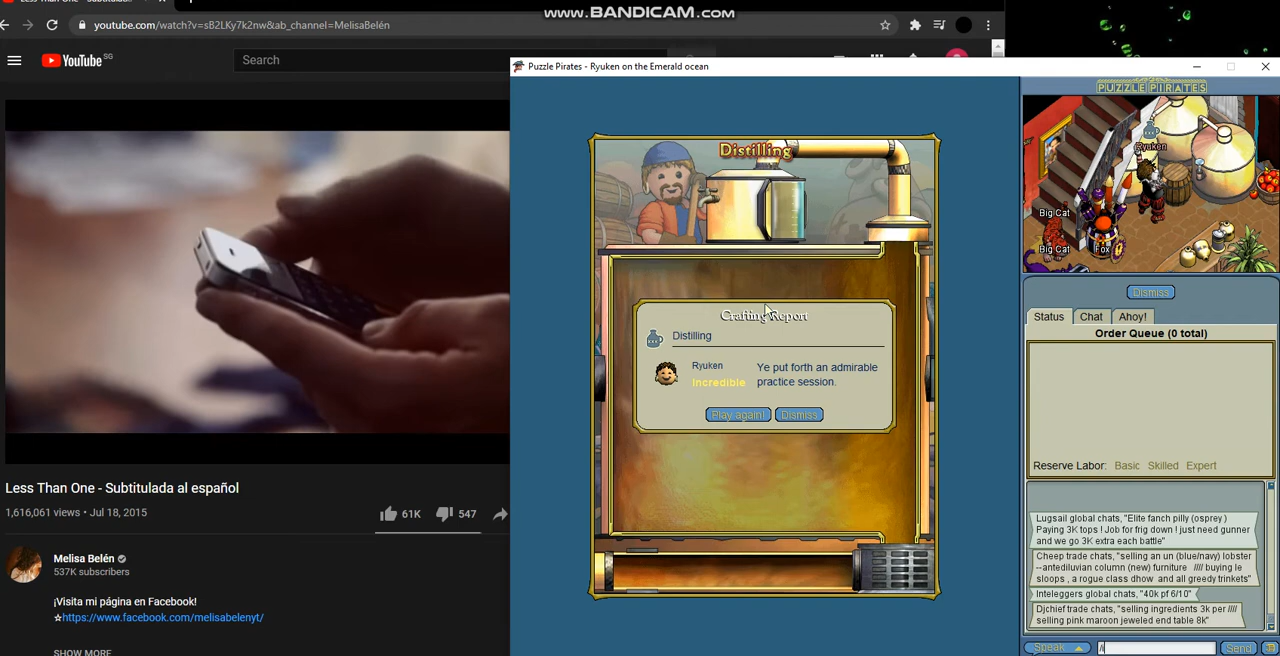 Less Than One - Subtitula
www.BANDICAM.com
youtube.com/watch?v=sB2LKy7k2nw&ab_channel=MelisaBelén
YouTube SG
Search
Less Than One - Subtitulada al español
1,616,061 views • Jul 18, 2015
61K
547
Melisa Belén
537K subscribers
¡Visita mi página en Facebook!
☆https://www.facebook.com/melisabelenyt/
SHOW MORE
Puzzle Pirates - Ryuken on the Emerald ocean
Distilling
Crafting Report
Distilling
Ryuken
Incredible
Ye put forth an admirable
practice session.
Play again!
Dismiss
PUZZLE PIRATES
Ryuken
Big Cat
Big Cat
Fox
Dismiss
Status
Chat
Ahoy!
Order Queue (0 total)
Reserve Labor: Basic Skilled Expert
Lugsail global chats, "Elite fanch pilly (osprey )
Paying 3K tops ! Job for frig down ! just need gunner
and we go 3K extra each battle"
Cheep trade chats, "selling an un (blue/navy) lobster
--antediluvian column (new) furniture //// buying le
sloops , a rogue class dhow and all greedy trinkets"
Inteleggers global chats, "40k pf 6/10"
Djchief trade chats, "selling ingredients 3k per ////
selling pink maroon jeweled end table 8k"
Speak
Send